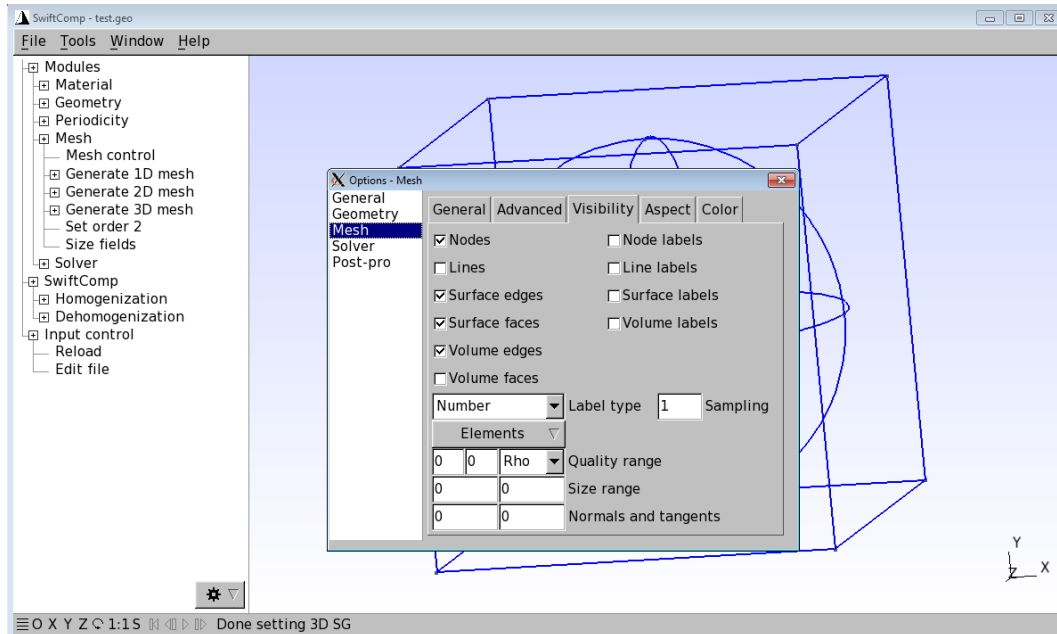 SwiftComp - test.geo
File Tools Window Help
Modules
Material
Geometry
Periodicity
Mesh
Mesh control
Generate 1D mesh
Generate 2D mesh
Generate 3D mesh
Set order 2
Size fields
Solver
SwiftComp
Homogenization
Dehomogenization
Input control
Reload
Edit file
Options - Mesh
General
Geometry
Mesh
Solver
Post-pro
General Advanced Visibility Aspect Color
Nodes Node labels
Lines Line labels
Surface edges Surface labels
Surface faces Volume labels
Volume edges
Volume faces
Number Label type 1 Sampling
Elements
0 0 Rho Quality range
0 0 Size range
0 0 Normals and tangents
Y
Z X
O X Y Z 1:1 S Done setting 3D SG